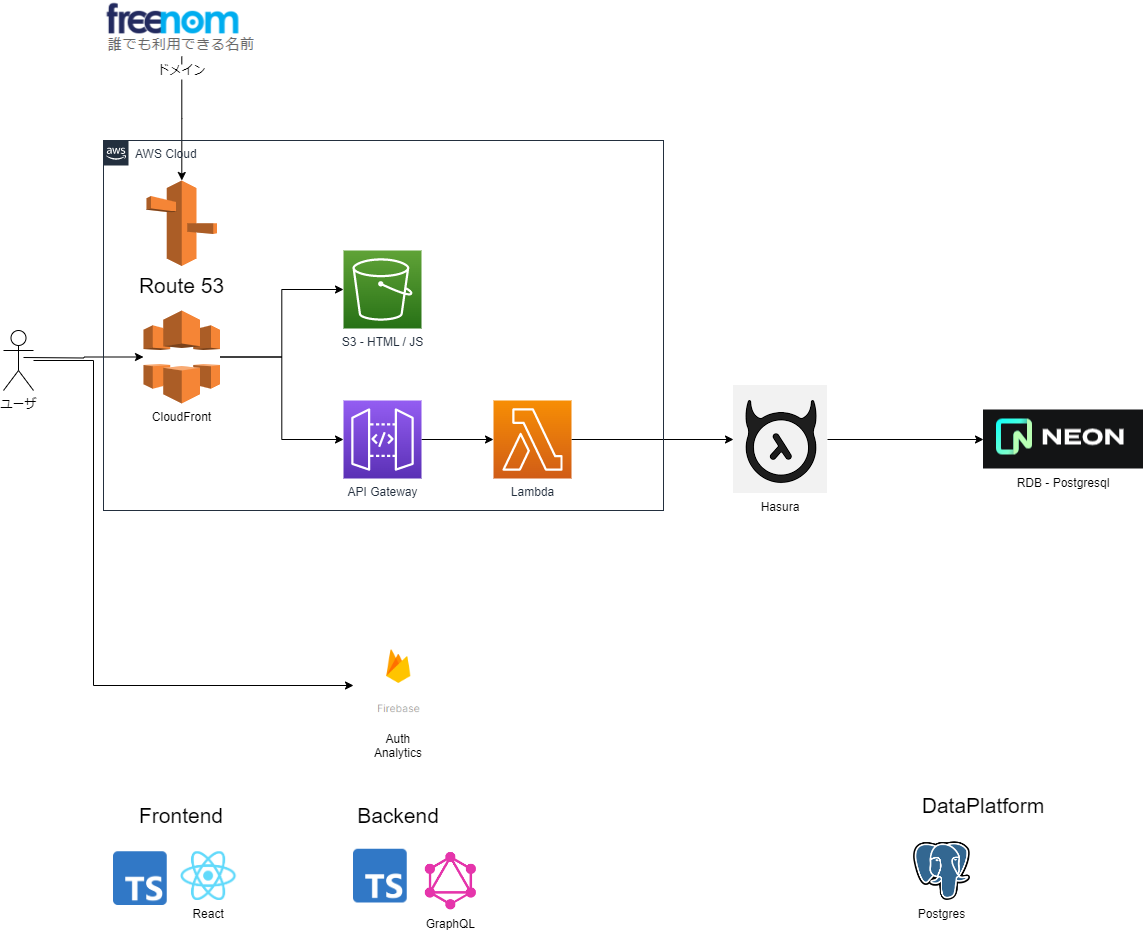 freenom
誰でも利用できる名前
ドメイン
aws
AWS Cloud
Route 53
CloudFront
ユーザ
S3 - HTML / JS
</>
API Gateway
Lambda
Hasura
NEON
RDB - Postgresql
Firebase
Auth
Analytics
Frontend
Backend
DataPlatform
TS
React
TS
GraphQL
Postgres